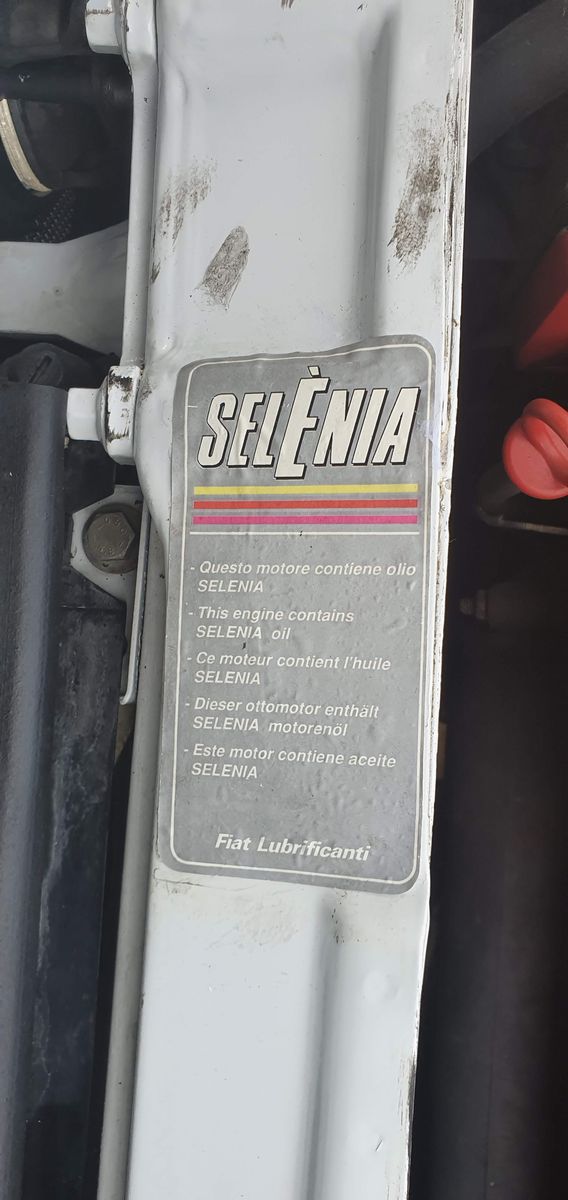 SELÈNIA
- Questo motore contiene olio
SELENIA
- This engine contains
SELENIA oil
- Ce moteur contient l'huile
SELENIA
- Dieser ottomotor enthält
SELENIA motorenöl
- Este motor contiene aceite
SELENIA
Fiat Lubrificanti